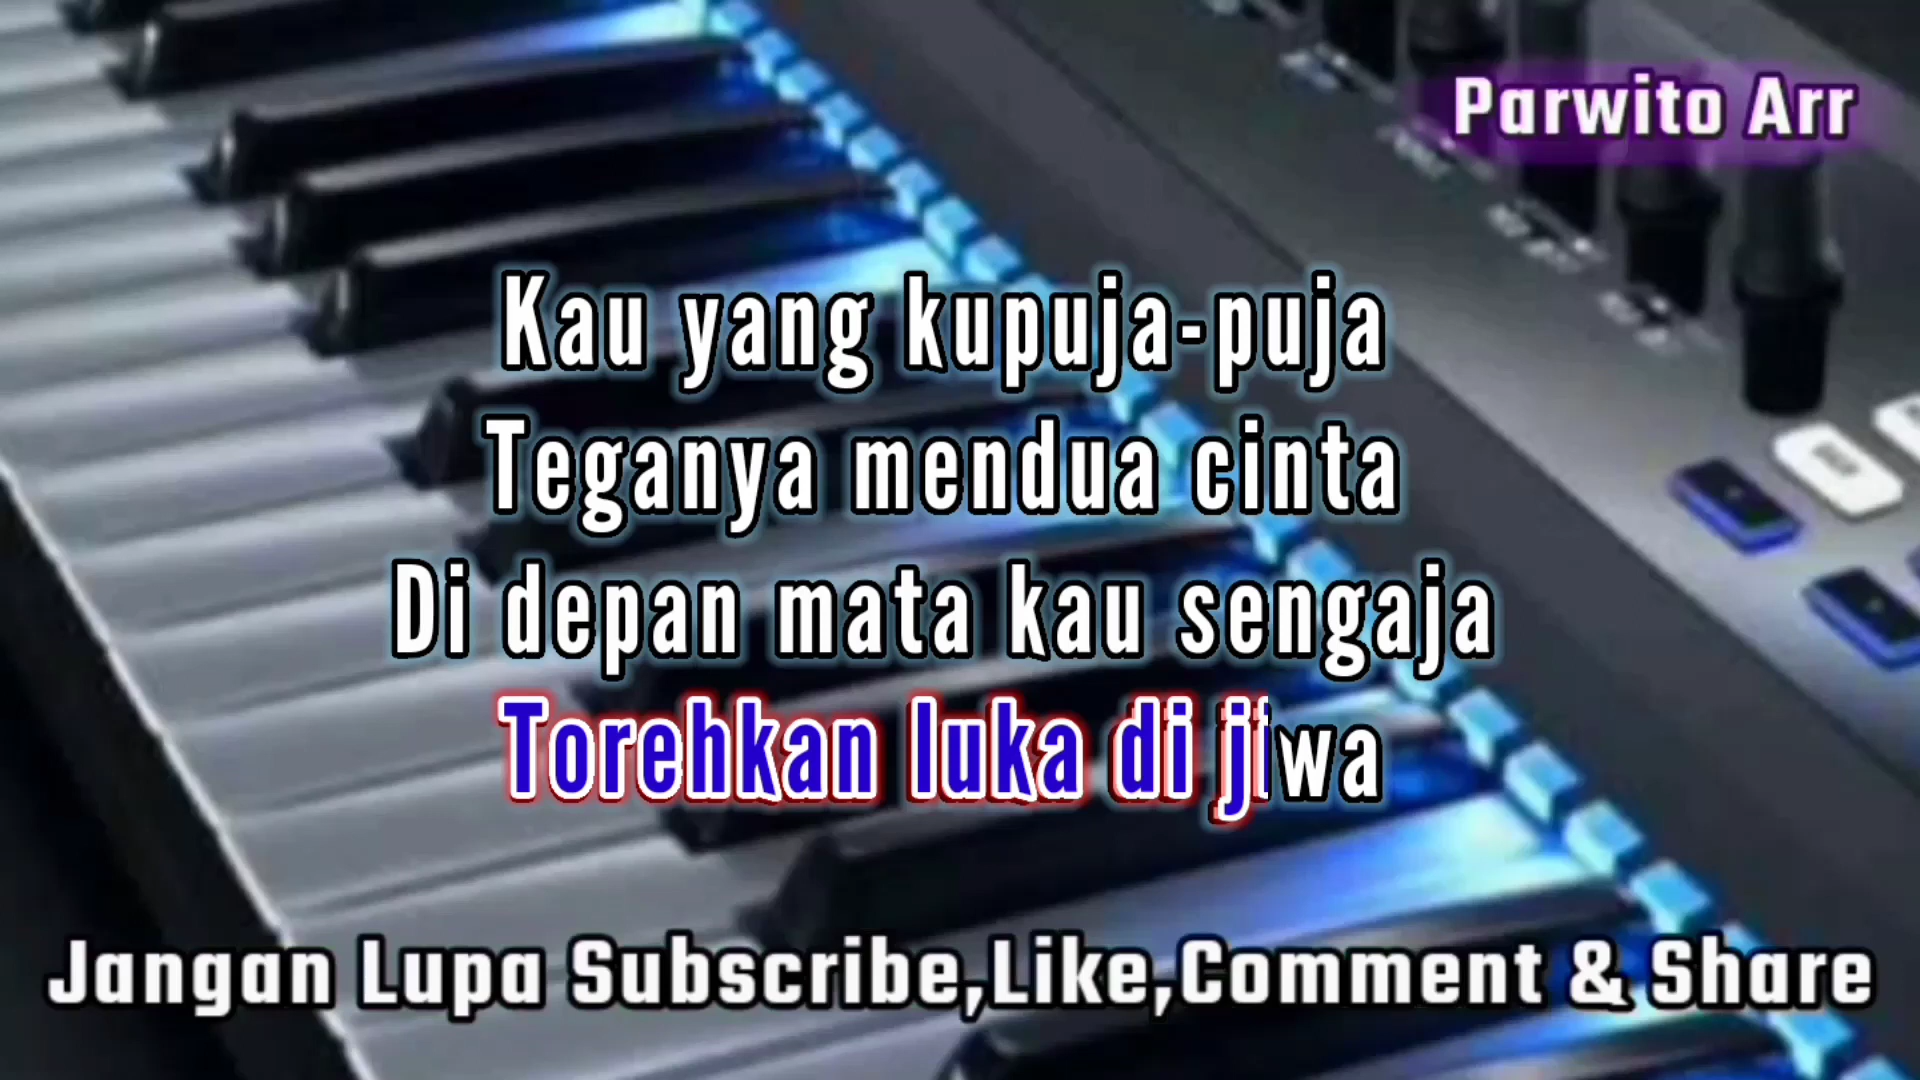 Parwito Arr
Kau yang kupuja-puja
Teganya mendua cinta
Di depan mata kau sengaja
Torehkan luka di jiwa
Jangan Lupa Subscribe,Like,Comment & Share